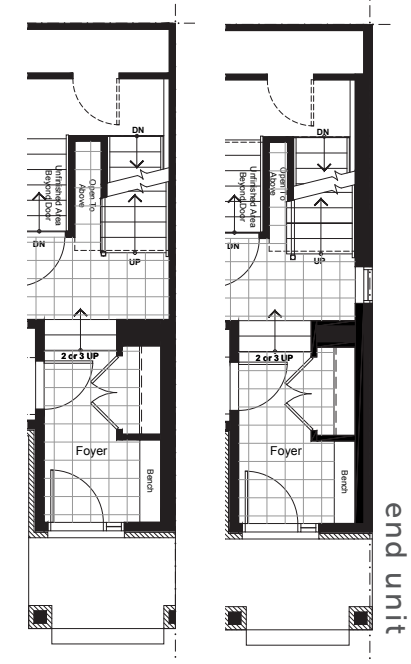 DN
Unfinished Area
Beyond Door
Open To
Above
DN
UP
2 or 3 UP
Foyer
Bench
DN
Unfinished Area
Beyond Door
Open To
Above
DN
UP
2 or 3 UP
Foyer
Bench
end unit